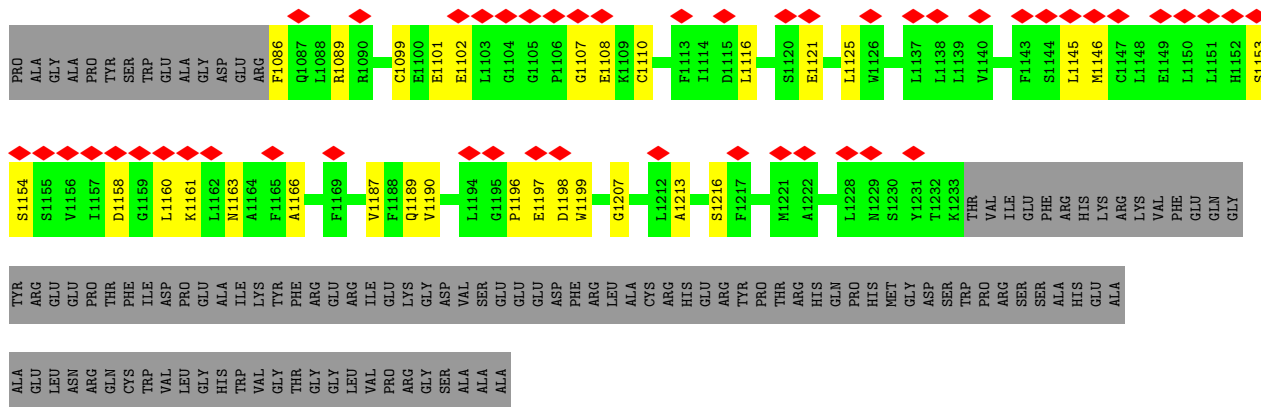 PRO ALA GLY ALA PRO TYR SER TRP GLU ALA GLY ASP GLU ARG F1086 Q1087 L1088 R1089 R1090 C1099 E1100 E1101 E1102 L1103 G1104 G1105 P1106 G1107 E1108 K1109 C1110 F1113 I1114 D1115 L1116 S1120 E1121 L1125 W1126 L1137 L1138 L1139 V1140 F1143 S1144 L1145 M1146 C1147 L1148 E1149 L1150 L1151 H1152 S1153
S1154 S1155 V1156 I1157 D1158 G1159 L1160 K1161 L1162 N1163 A1164 F1165 A1166 F1169 V1187 F1188 Q1189 V1190 L1194 G1195 P1196 E1197 D1198 W1199 G1207 L1212 A1213 S1216 F1217 M1221 A1222 L1228 N1229 S1230 Y1231 T1232 K1233 THR VAL ILE GLU PHE ARG HIS LYS ARG LYS VAL PHE GLU GLN GLY
TYR ARG GLU GLU PRO THR PHE ILE ASP PRO GLU ALA ILE LYS TYR PHE ARG GLU ARG ILE GLU LYS GLY ASP VAL SER GLU GLU GLU ASP PHE ARG LEU ALA CYS ARG HIS GLU ARG TYR PRO THR ARG HIS GLN PRO HIS MET GLY ASP SER TRP PRO ARG SER SER ALA HIS GLU ALA
ALA GLU LEU ASN ARG GLN CYS TRP VAL LEU GLY HIS TRP VAL GLY THR GLY GLY LEU VAL PRO ARG GLY SER ALA ALA ALA